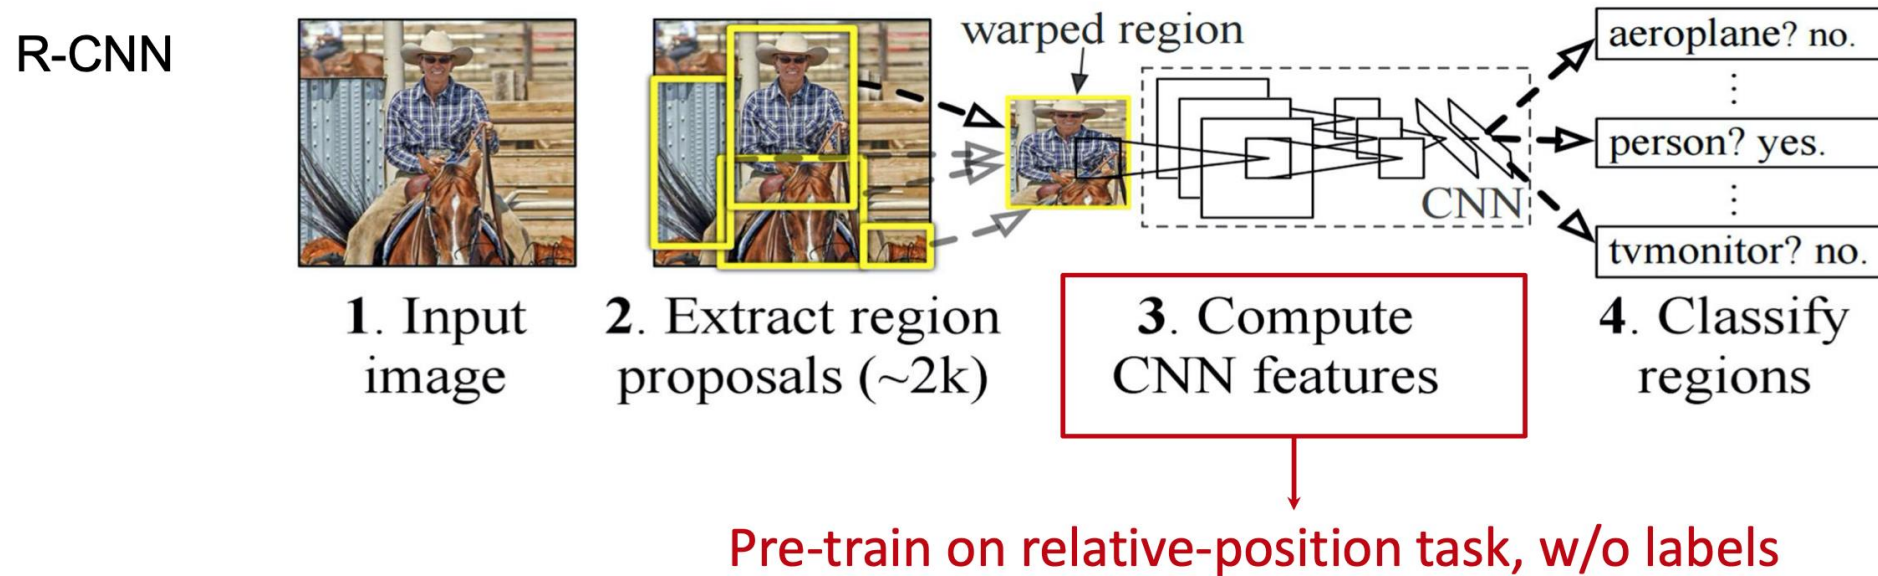 R-CNN
warped region
aeroplane? no.
person? yes.
CNN
tvmonitor? no.
1. Input
image
2. Extract region
proposals (~2k)
3. Compute
CNN features
4. Classify
regions
Pre-train on relative-position task, w/o labels